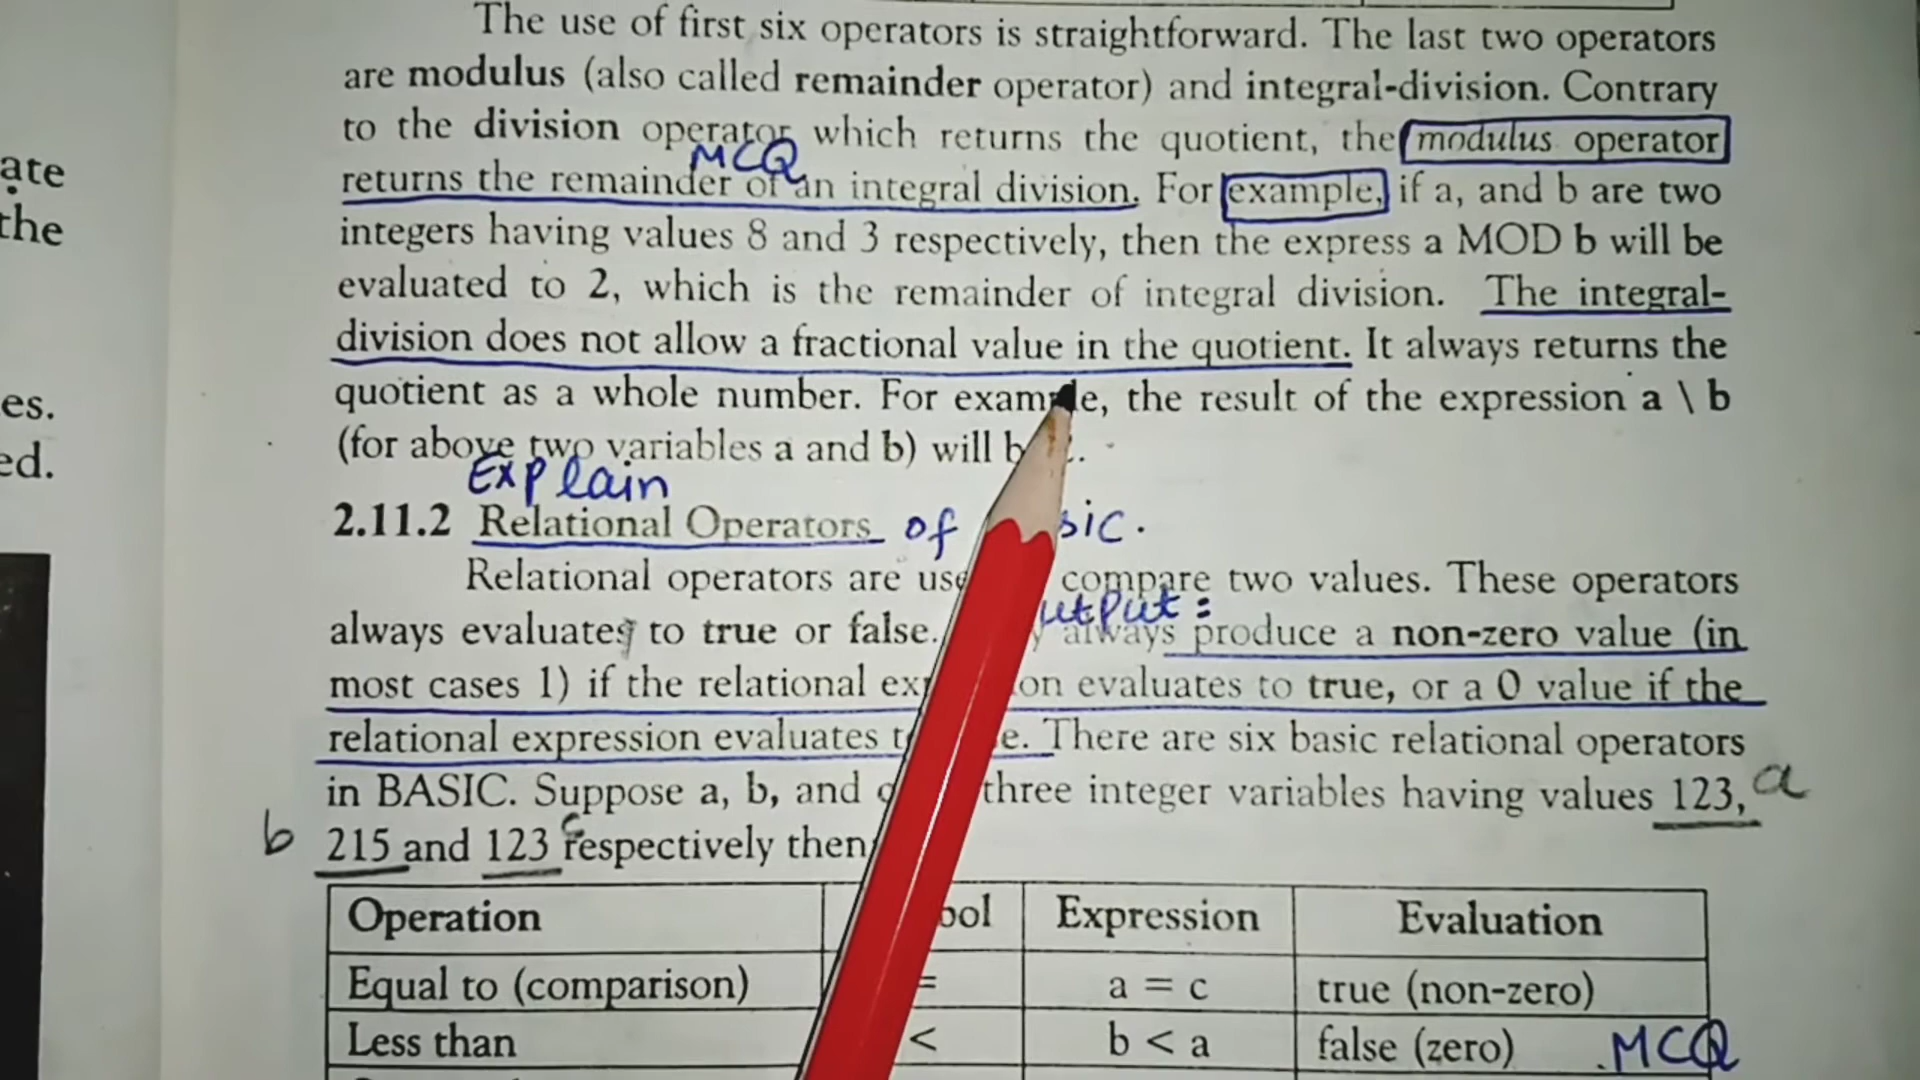 The use of first six operators is straightforward. The last two operators
are modulus (also called remainder operator) and integral-division. Contrary
to the division operator which returns the quotient, the modulus operator
MCQ
returns the remainder of an integral division. For example, if a, and b are two
integers having values 8 and 3 respectively, then the express a MOD b will be
evaluated to 2, which is the remainder of integral division. The integral-
division does not allow a fractional value in the quotient. It always returns the
quotient as a whole number. For example, the result of the expression a \ b
(for above two variables a and b) will
Explain
2.11.2 Relational Operators of
Relational operators are compare two values. These operators
always evaluates to true or false.
always produce a non-zero value (in
most cases 1) if the relational evaluates to true, or a 0 value if the
relational expression evaluates There are six basic relational operators
in BASIC. Suppose a, b, and three integer variables having values 123, a
b 215 and 123 c respectively then
Operation Expression Evaluation
Equal to (comparison) = a = c true (non-zero)
Less than < b < a false (zero) .MCQ
ate
the
es.
ed.